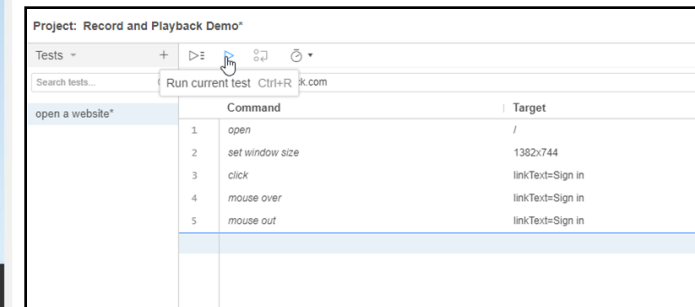 Project: Record and Playback Demo*
Tests +
Search tests...
Run current test Ctrl+R
k.com
open a website*
Command Target
1 open /
2 set window size 1382x744
3 click linkText=Sign in
4 mouse over linkText=Sign in
5 mouse out linkText=Sign in